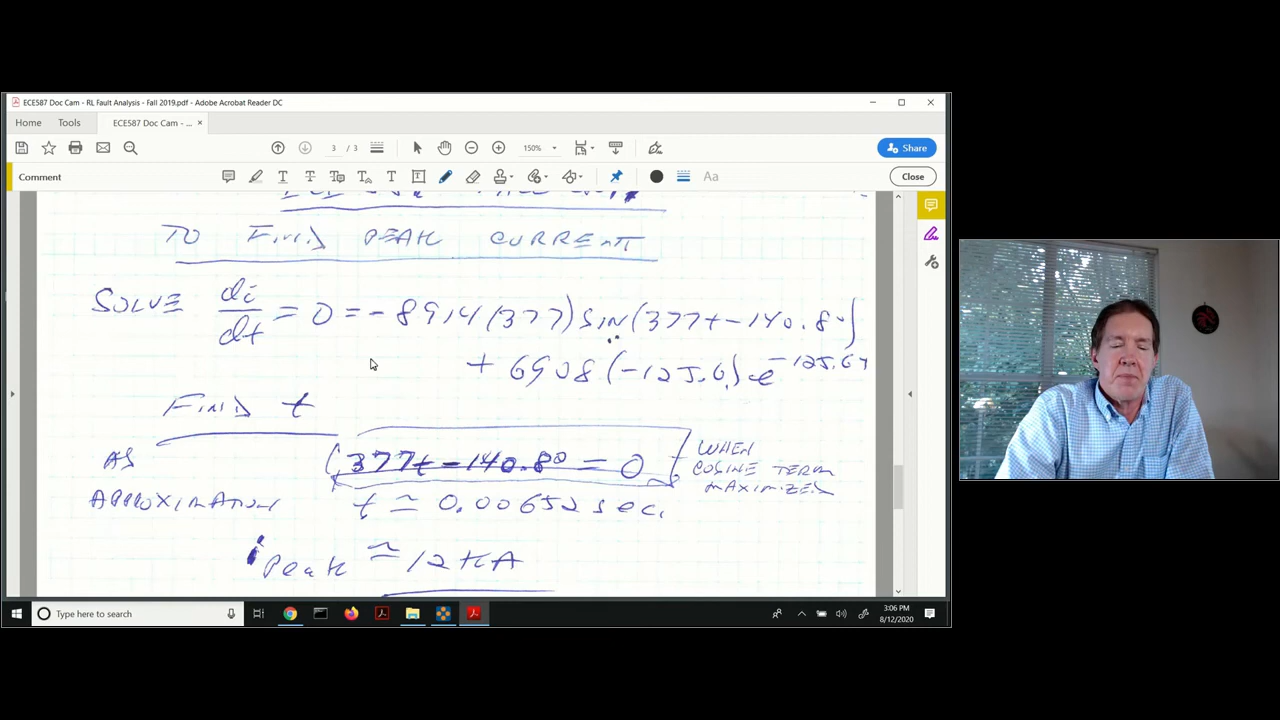 ECE587 Doc Cam - RL Fault Analysis - Fall 2019.pdf - Adobe Acrobat Reader DC
Home Tools ECE587 Doc Cam - ... ×
3 / 3 150% Share
Comment Aa Close
TO FIND PEAK CURRENT
SOLVE di/dt = 0 = -8914(377) SIN(377t-140.8°)
+ 6908(-125.6)e^-125.6t
FIND t
AS (377t-140.8° = 0) WHEN
APPROXIMATION COSINE TERM
MAXIMIZED
t ≃ 0.00652 sec.
i Peak ≃ 12 KA
Type here to search 3:06 PM
8/12/2020